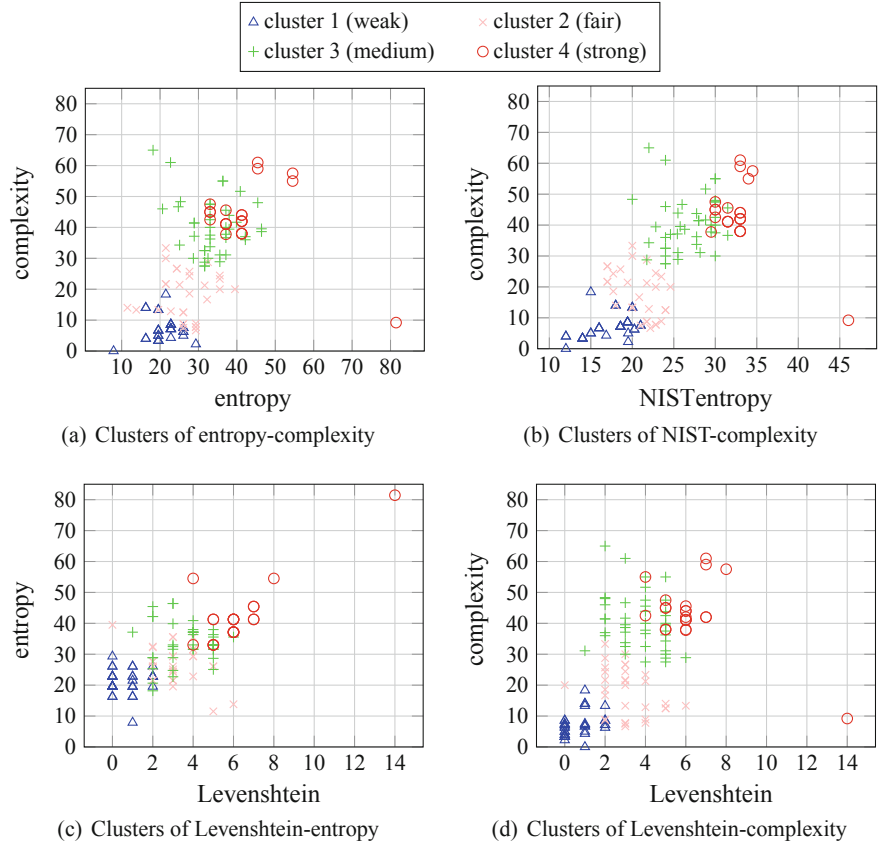 cluster 1 (weak) cluster 2 (fair)
cluster 3 (medium) cluster 4 (strong)
80
70
60
50
40
30
20
10
0
complexity
10 20 30 40 50 60 70 80
entropy
(a) Clusters of entropy-complexity
80
70
60
50
40
30
20
10
0
complexity
10 15 20 25 30 35 40 45
NISTentropy
(b) Clusters of NIST-complexity
80
70
60
50
40
30
20
10
0
entropy
0 2 4 6 8 10 12 14
Levenshtein
(c) Clusters of Levenshtein-entropy
80
70
60
50
40
30
20
10
0
complexity
0 2 4 6 8 10 12 14
Levenshtein
(d) Clusters of Levenshtein-complexity